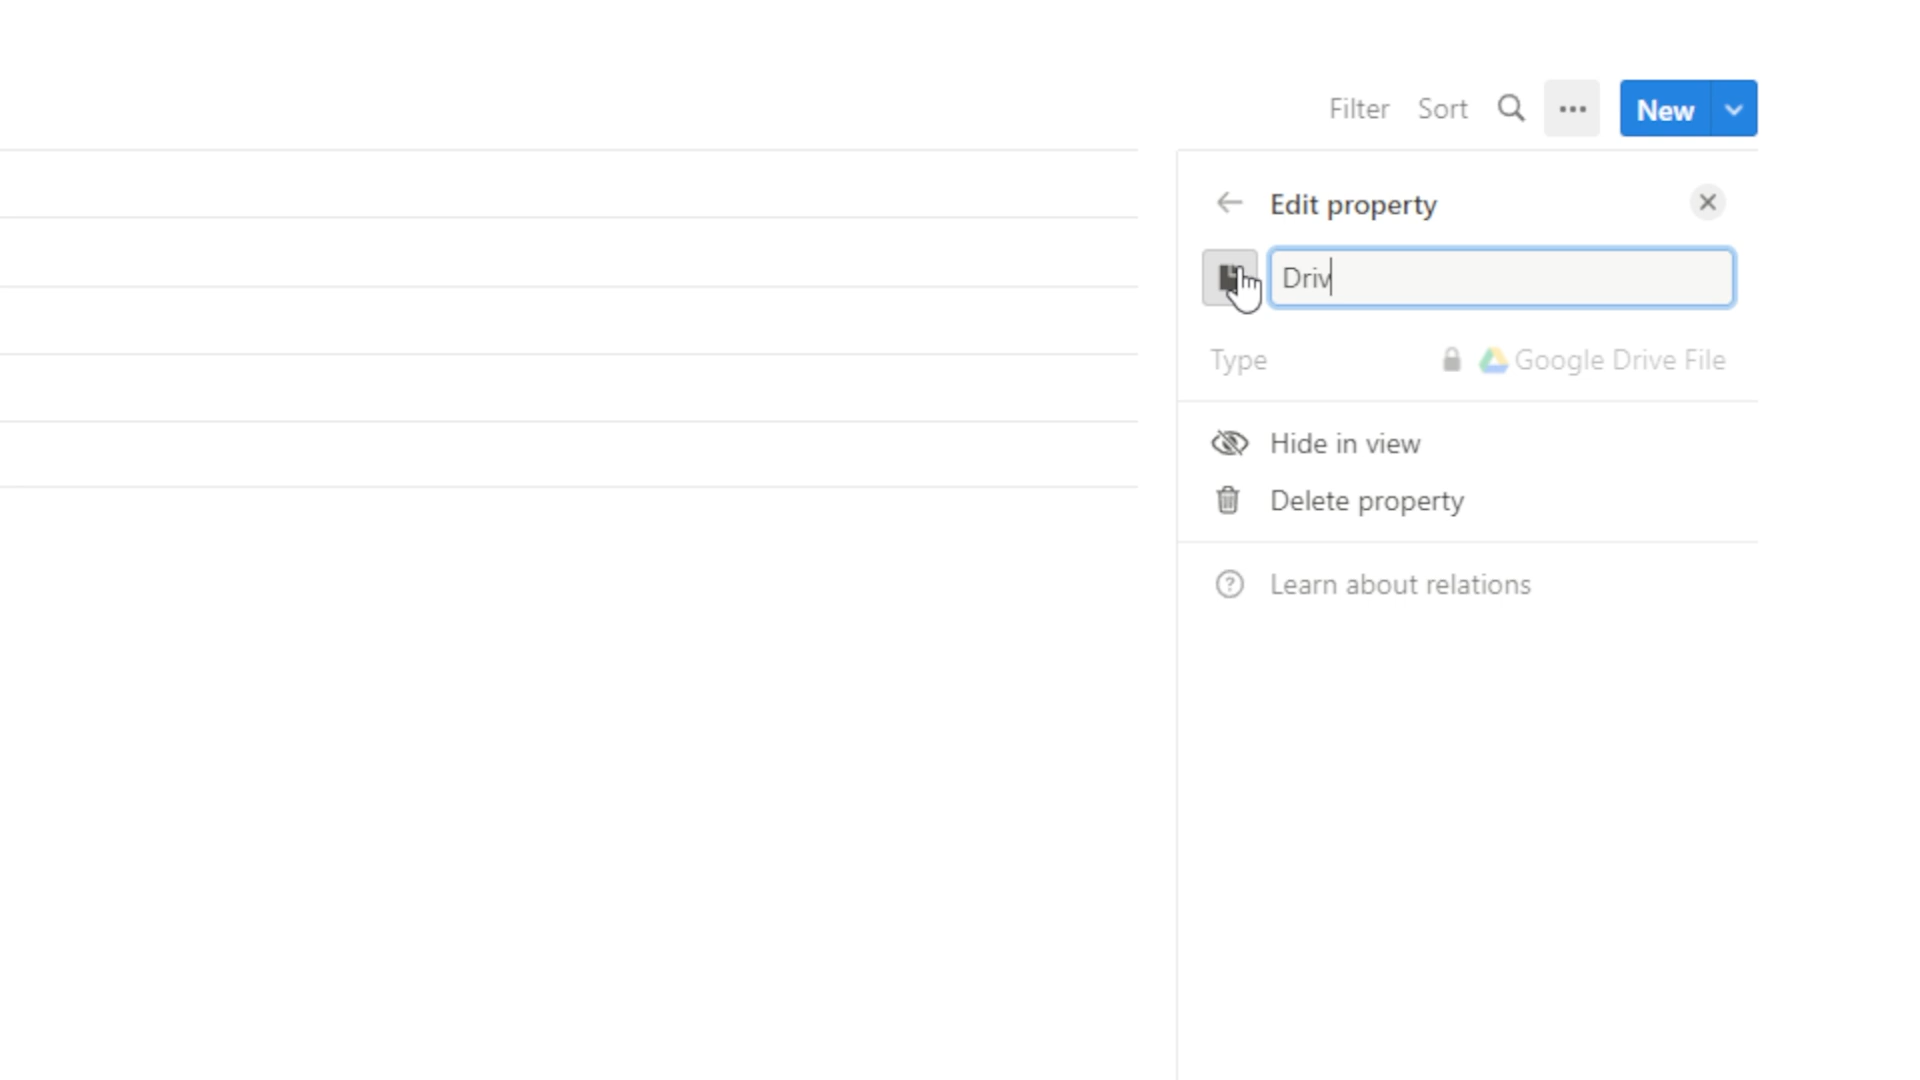 Filter Sort New
Edit property
Driv
Type Google Drive File
Hide in view
Delete property
Learn about relations